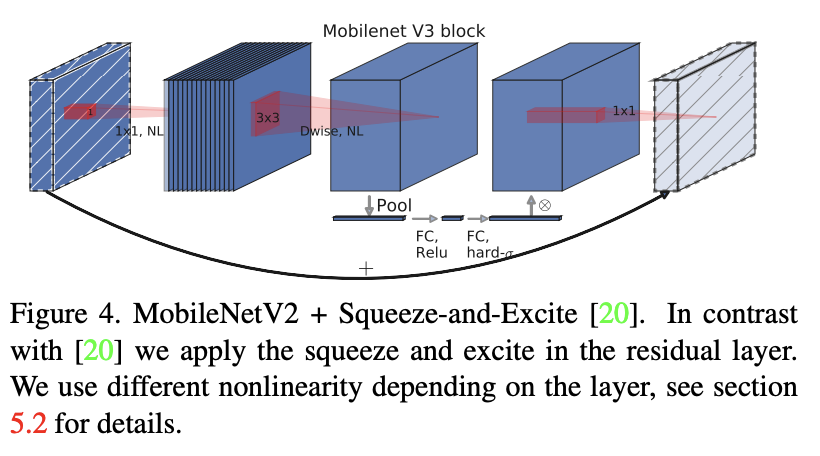 Mobilenet V3 block
1x1, NL
3x3
Dwise, NL
1x1
Pool
⊗
FC,
Relu
FC,
hard-σ
+
Figure 4. MobileNetV2 + Squeeze-and-Excite [20]. In contrast
with [20] we apply the squeeze and excite in the residual layer.
We use different nonlinearity depending on the layer, see section
5.2 for details.